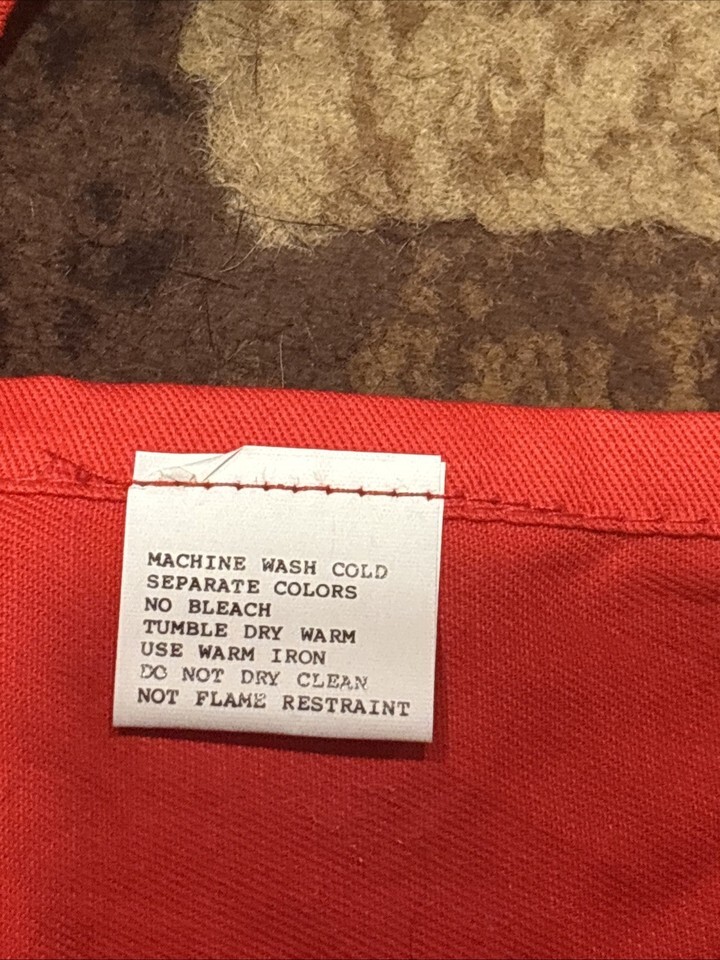 MACHINE WASH COLD
SEPARATE COLORS
NO BLEACH
TUMBLE DRY WARM
USE WARM IRON
DO NOT DRY CLEAN
NOT FLAME RESTRAINT